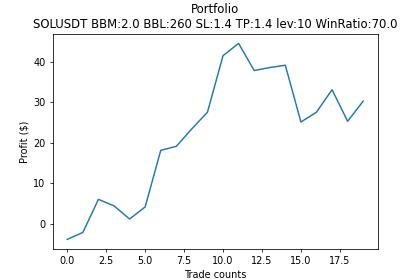 Portfolio
SOLUSDT BBM:2.0 BBL:260 SL:1.4 TP:1.4 lev:10 WinRatio:70.0
40
30
20
10
0
Profit ($)
0.0 2.5 5.0 7.5 10.0 12.5 15.0 17.5
Trade counts